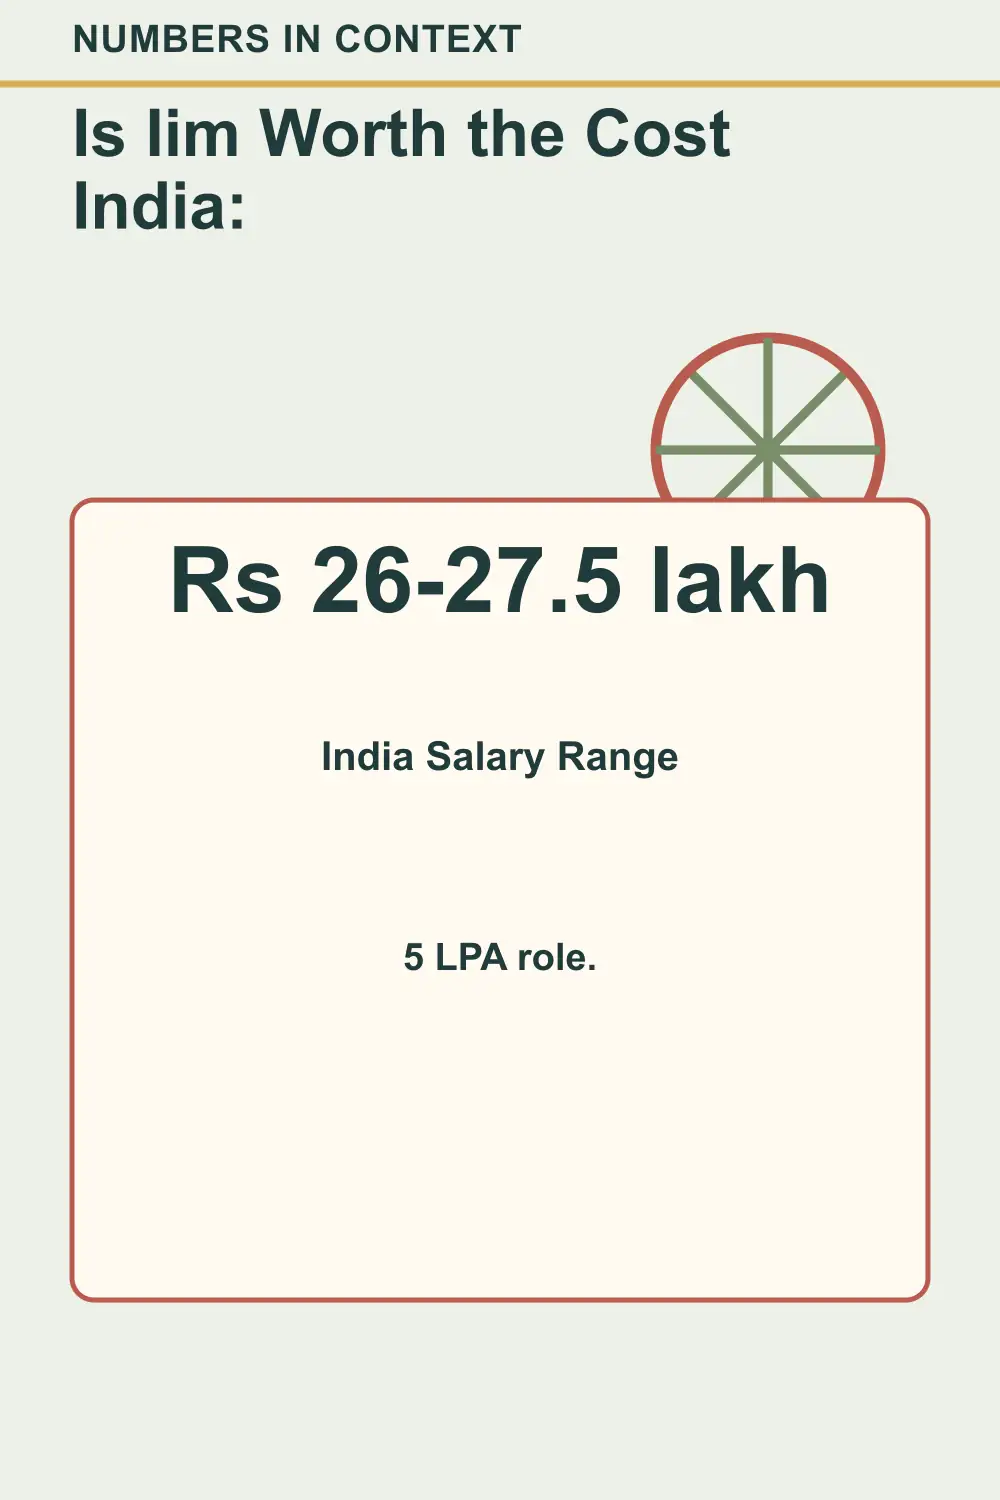 NUMBERS IN CONTEXT
Is Iim Worth the Cost
India:
Rs 26-27.5 lakh
India Salary Range
5 LPA role.